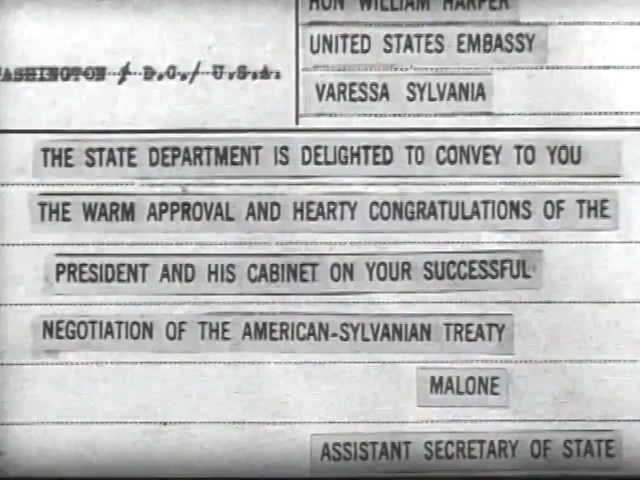 HON WILLIAM HARPER
UNITED STATES EMBASSY
WASHINGTON / D.C./ U.S.A.
VARESSA SYLVANIA
THE STATE DEPARTMENT IS DELIGHTED TO CONVEY TO YOU
THE WARM APPROVAL AND HEARTY CONGRATULATIONS OF THE
PRESIDENT AND HIS CABINET ON YOUR SUCCESSFUL
NEGOTIATION OF THE AMERICAN-SYLVANIAN TREATY
MALONE
ASSISTANT SECRETARY OF STATE